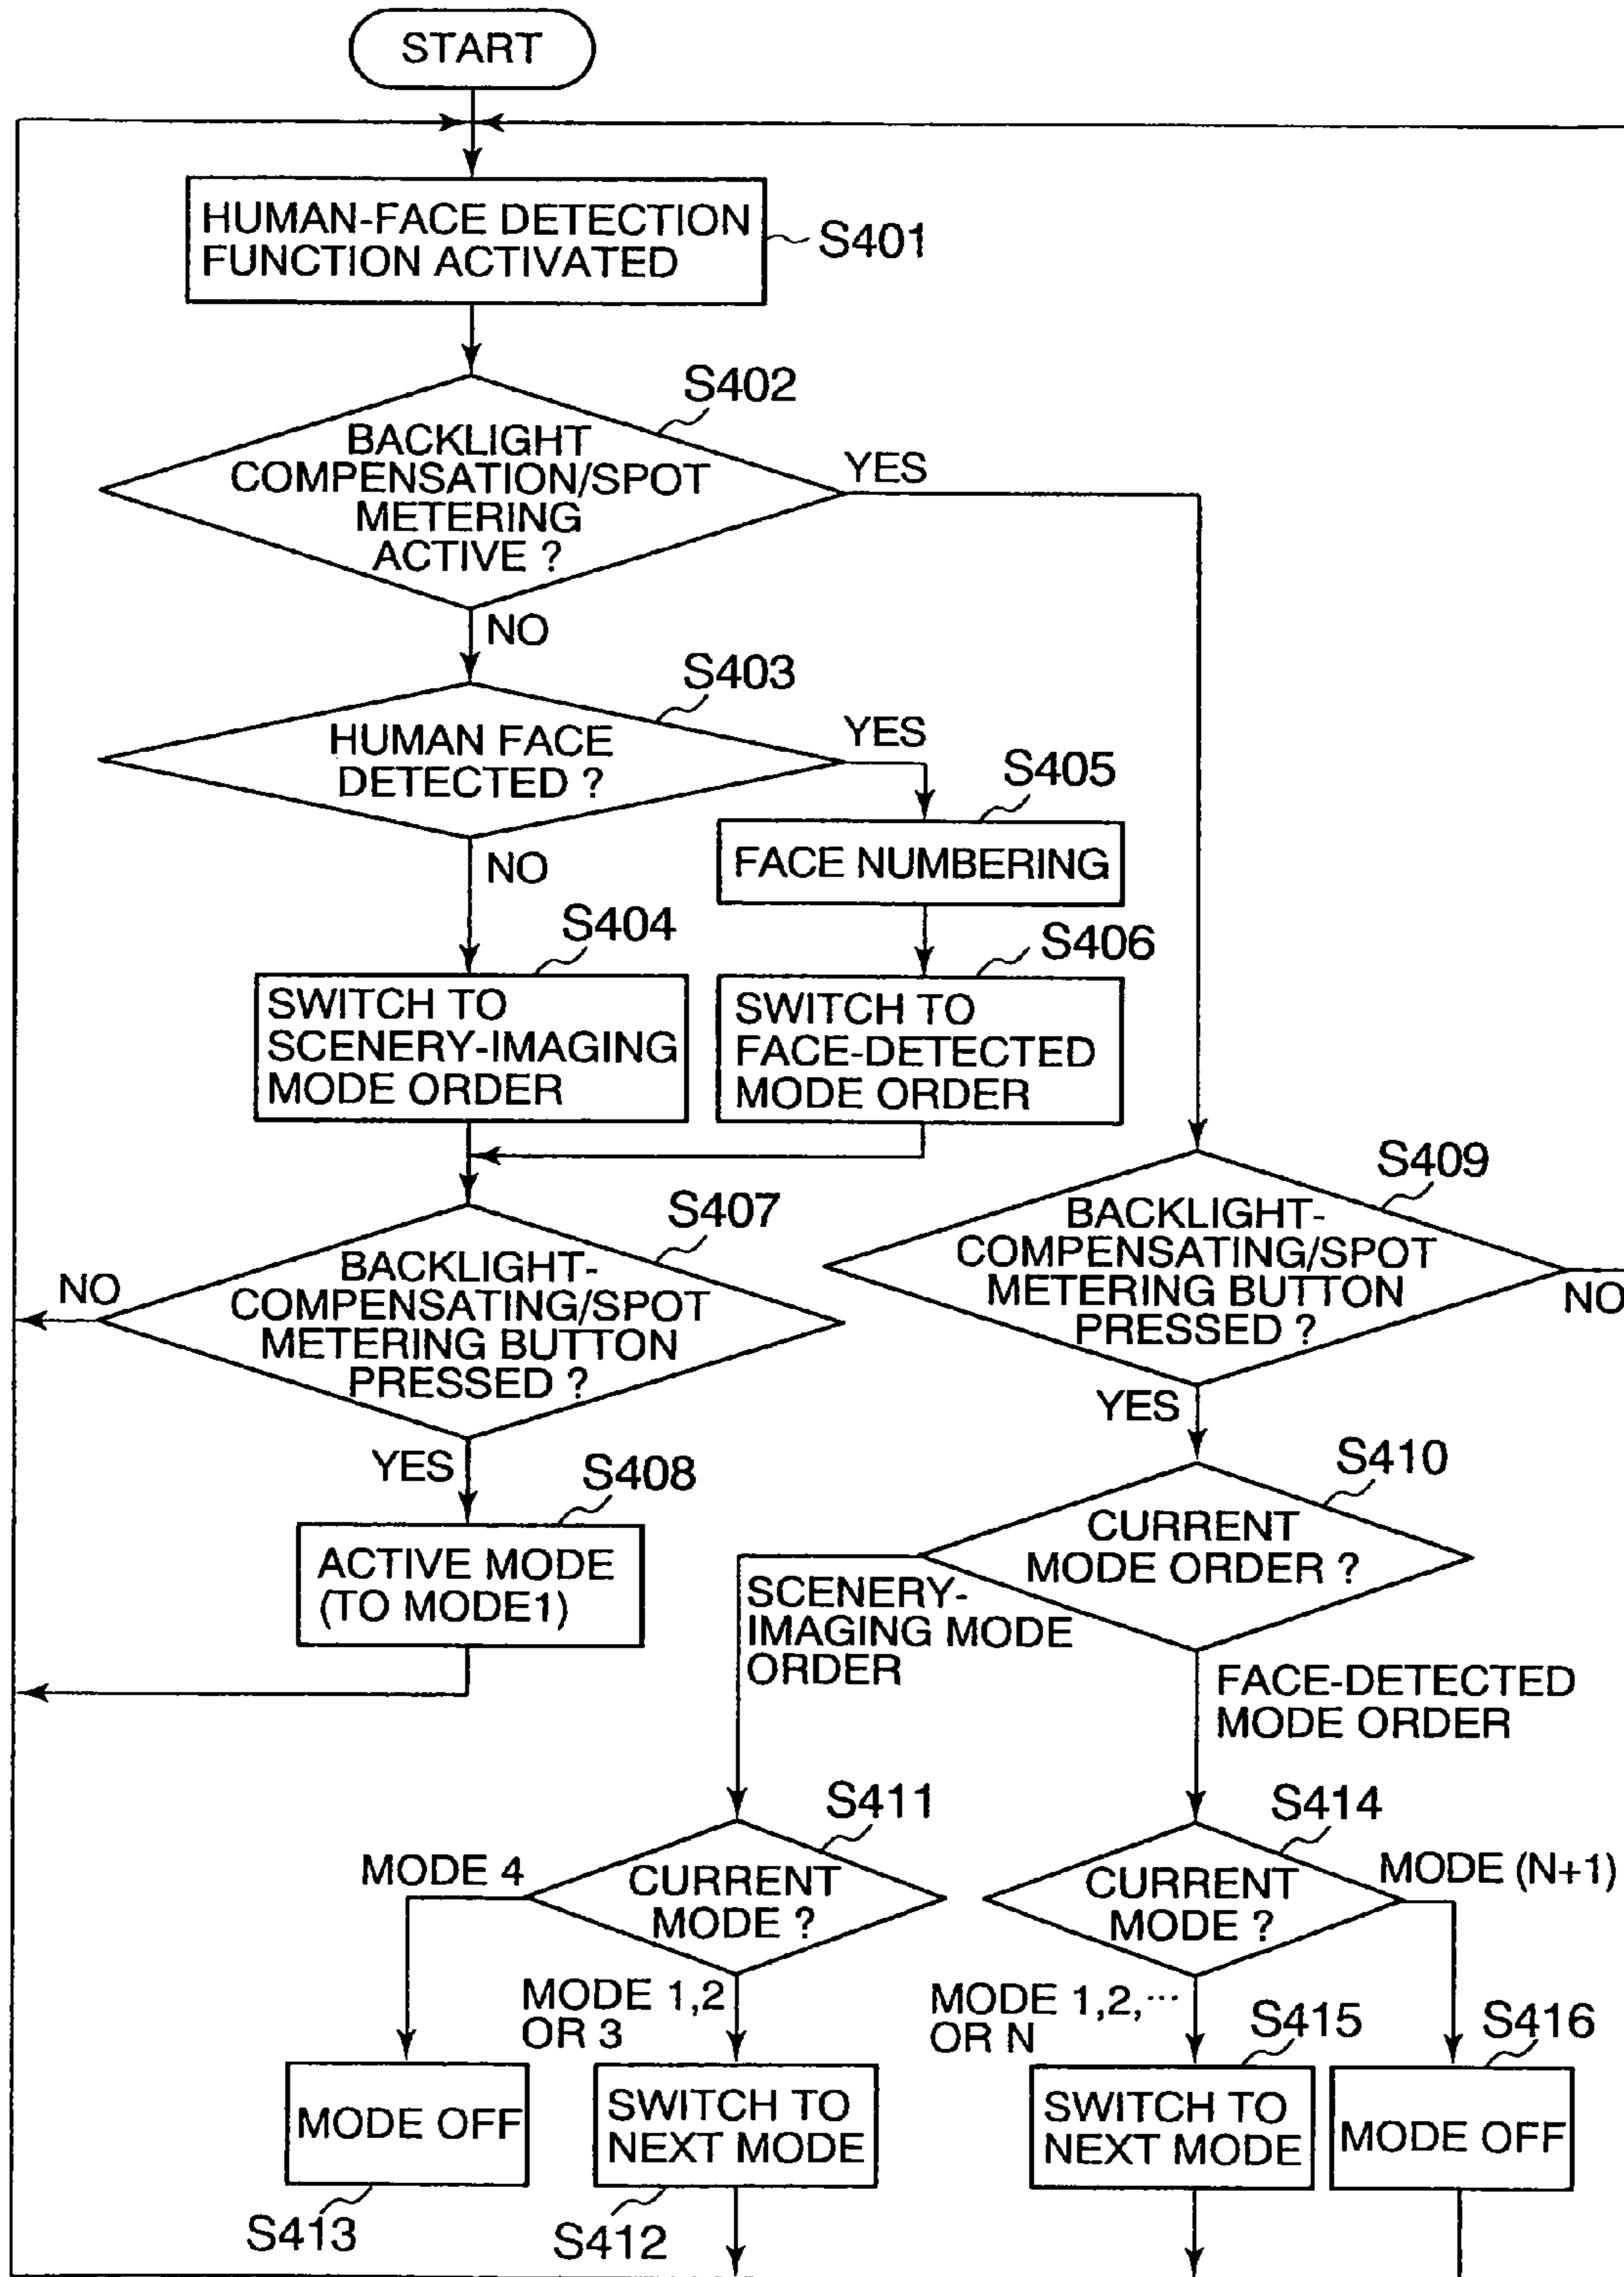 START
HUMAN-FACE DETECTION
FUNCTION ACTIVATED
S401
S402
BACKLIGHT
COMPENSATION/SPOT
METERING
ACTIVE ?
YES
NO
S403
HUMAN FACE
DETECTED ?
YES
NO
S405
FACE NUMBERING
S404
SWITCH TO
SCENERY-IMAGING
MODE ORDER
S406
SWITCH TO
FACE-DETECTED
MODE ORDER
S407
BACKLIGHT-
COMPENSATING/SPOT
METERING BUTTON
PRESSED ?
NO
YES
S408
ACTIVE MODE
(TO MODE1)
S409
BACKLIGHT-
COMPENSATING/SPOT
METERING BUTTON
PRESSED ?
NO
YES
S410
CURRENT
MODE ORDER ?
SCENERY-
IMAGING MODE
ORDER
FACE-DETECTED
MODE ORDER
S411
CURRENT
MODE ?
MODE 4
MODE 1,2
OR 3
MODE OFF
S413
SWITCH TO
NEXT MODE
S412
S414
CURRENT
MODE ?
MODE (N+1)
MODE 1,2,···
OR N
S415
SWITCH TO
NEXT MODE
S416
MODE OFF